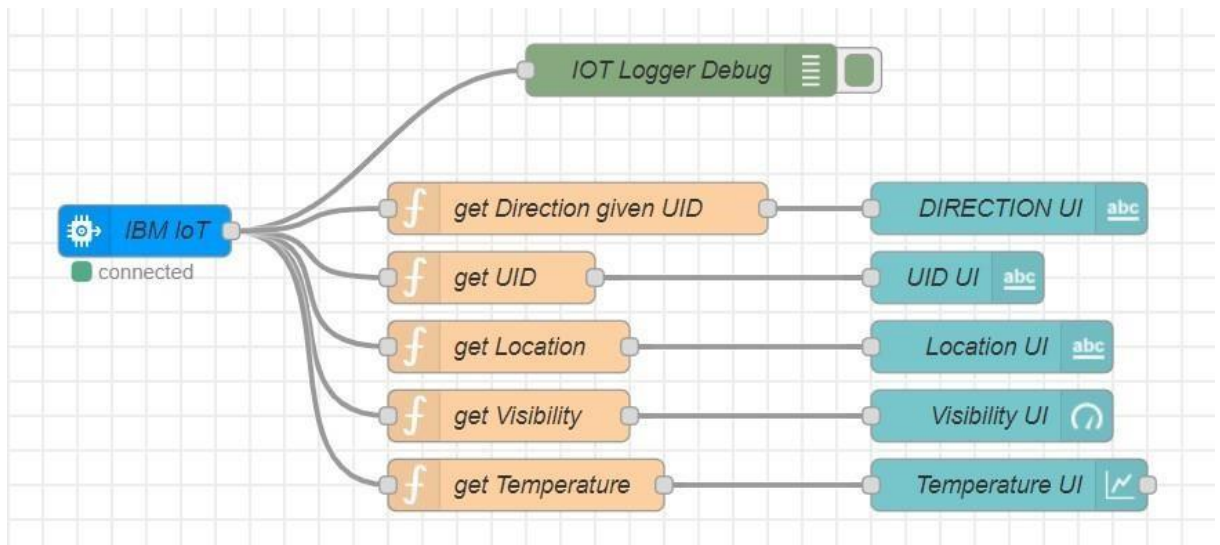 IOT Logger Debug
get Direction given UID
DIRECTION UI
abc
IBM IoT
connected
get UID
UID UI
abc
get Location
Location UI
abc
get Visibility
Visibility UI
get Temperature
Temperature UI